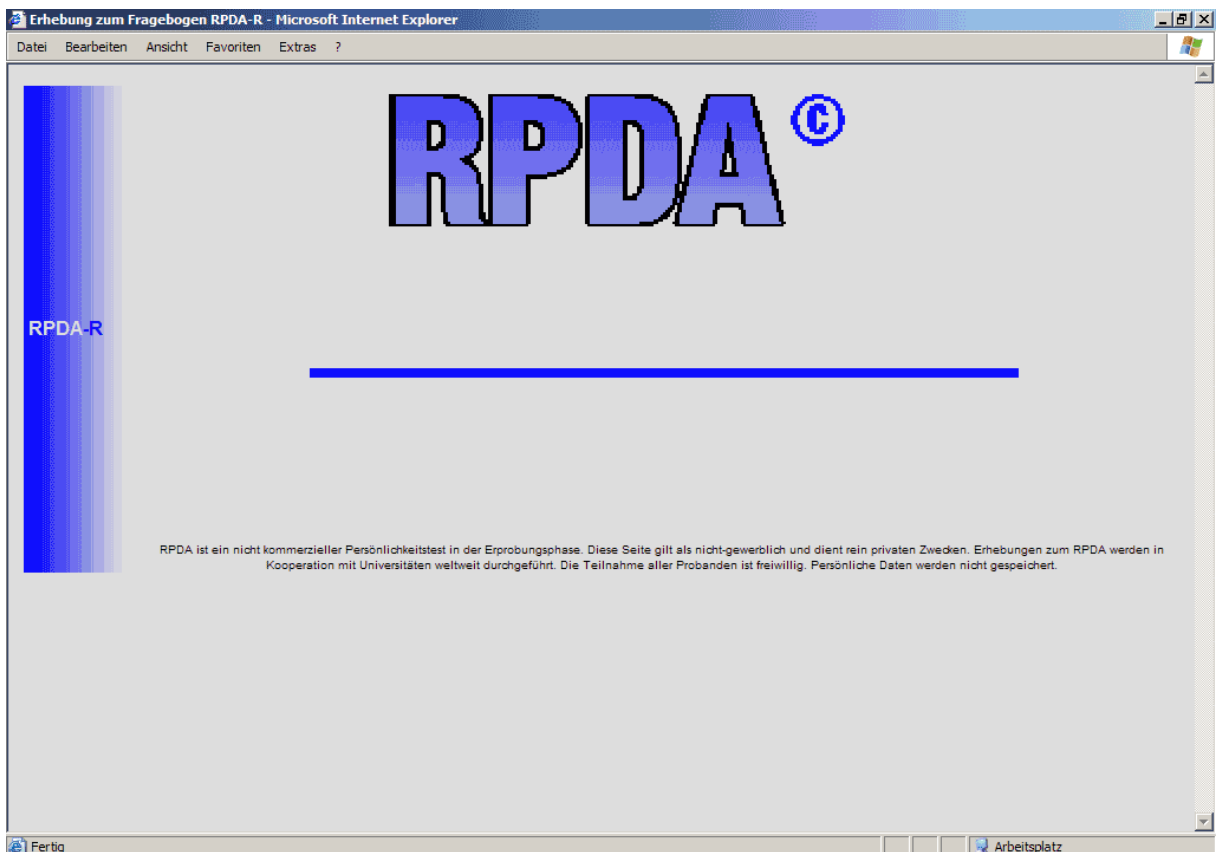 Erhebung zum Fragebogen RPDA-R - Microsoft Internet Explorer
Datei Bearbeiten Ansicht Favoriten Extras ?
RPDA ©
RPDA-R
RPDA ist ein nicht kommerzieller Persönlichkeitstest in der Erprobungsphase. Diese Seite gilt als nicht-gewerblich und dient rein privaten Zwecken. Erhebungen zum RPDA werden in
Kooperation mit Universitäten weltweit durchgeführt. Die Teilnahme aller Probanden ist freiwillig. Persönliche Daten werden nicht gespeichert.
Fertig
Arbeitsplatz